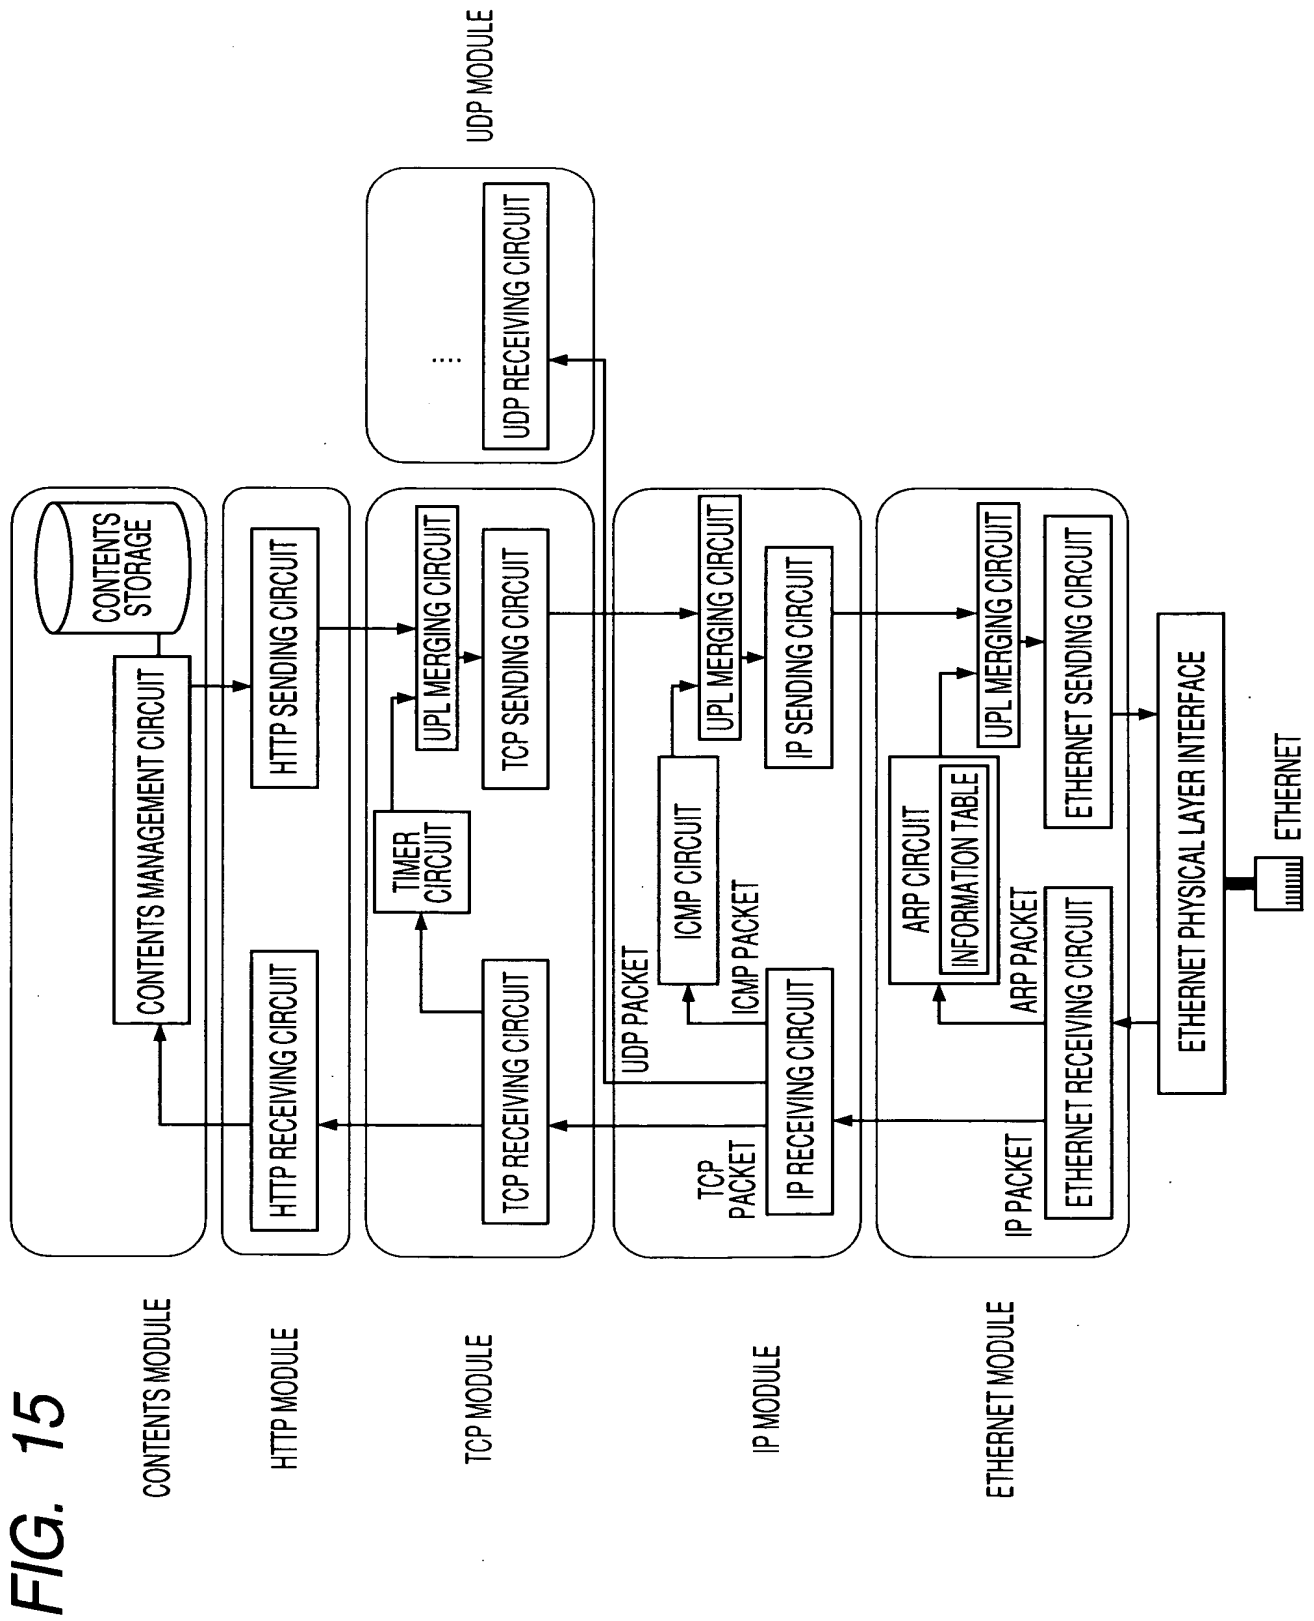 FIG. 15
CONTENTS MODULE
CONTENTS MANAGEMENT CIRCUIT
CONTENTS
STORAGE
HTTP MODULE
HTTP RECEIVING CIRCUIT
HTTP SENDING CIRCUIT
TCP MODULE
TIMER
CIRCUIT
UPL MERGING CIRCUIT
TCP RECEIVING CIRCUIT
TCP SENDING CIRCUIT
UDP MODULE
....
UDP RECEIVING CIRCUIT
IP MODULE
UDP PACKET
ICMP CIRCUIT
UPL MERGING CIRCUIT
TCP
PACKET
ICMP PACKET
IP RECEIVING CIRCUIT
IP SENDING CIRCUIT
ETHERNET MODULE
ARP CIRCUIT
INFORMATION TABLE
UPL MERGING CIRCUIT
IP PACKET
ARP PACKET
ETHERNET RECEIVING CIRCUIT
ETHERNET SENDING CIRCUIT
ETHERNET PHYSICAL LAYER INTERFACE
ETHERNET